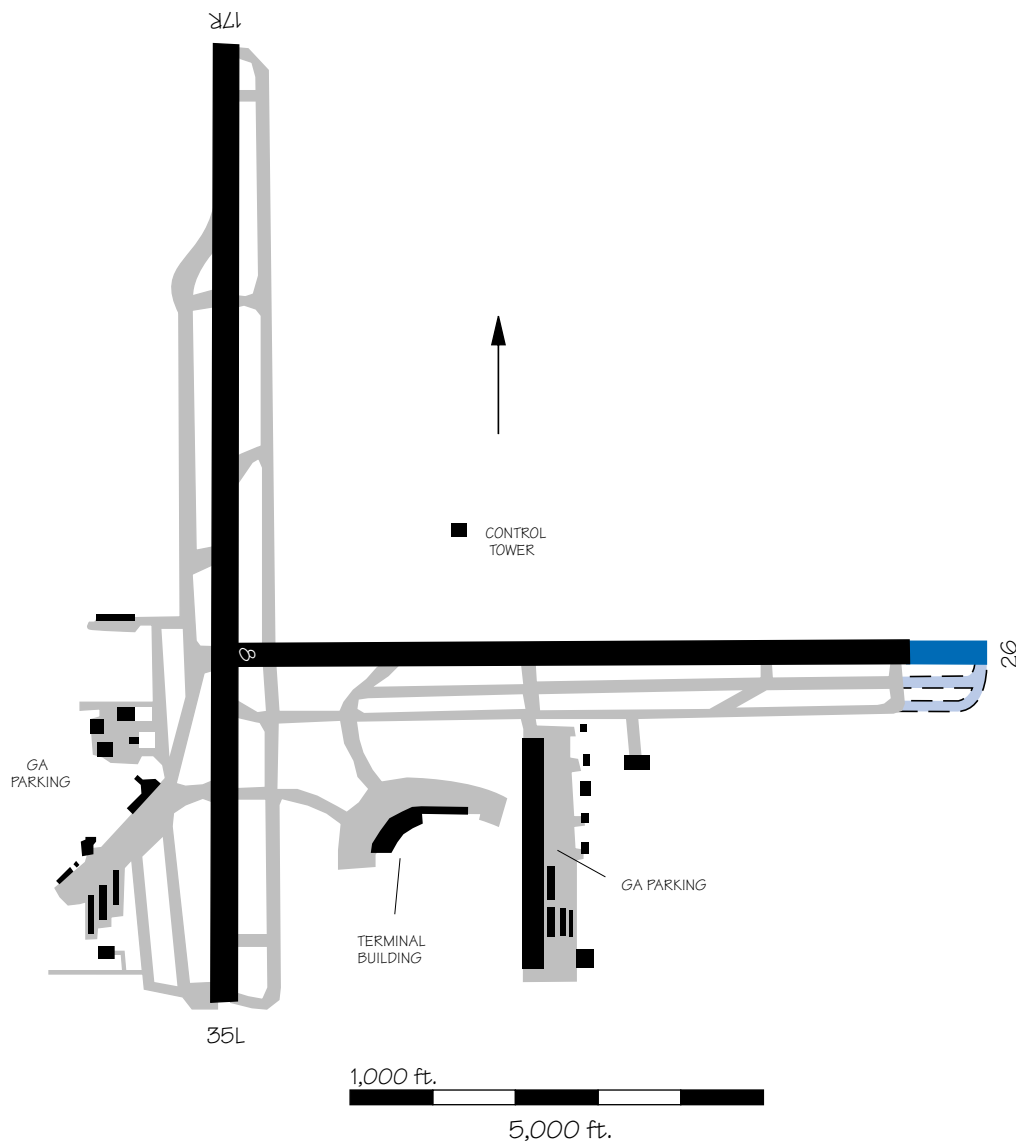 17R
CONTROL
TOWER
8
26
GA
PARKING
GA PARKING
TERMINAL
BUILDING
35L
1,000 ft.
5,000 ft.